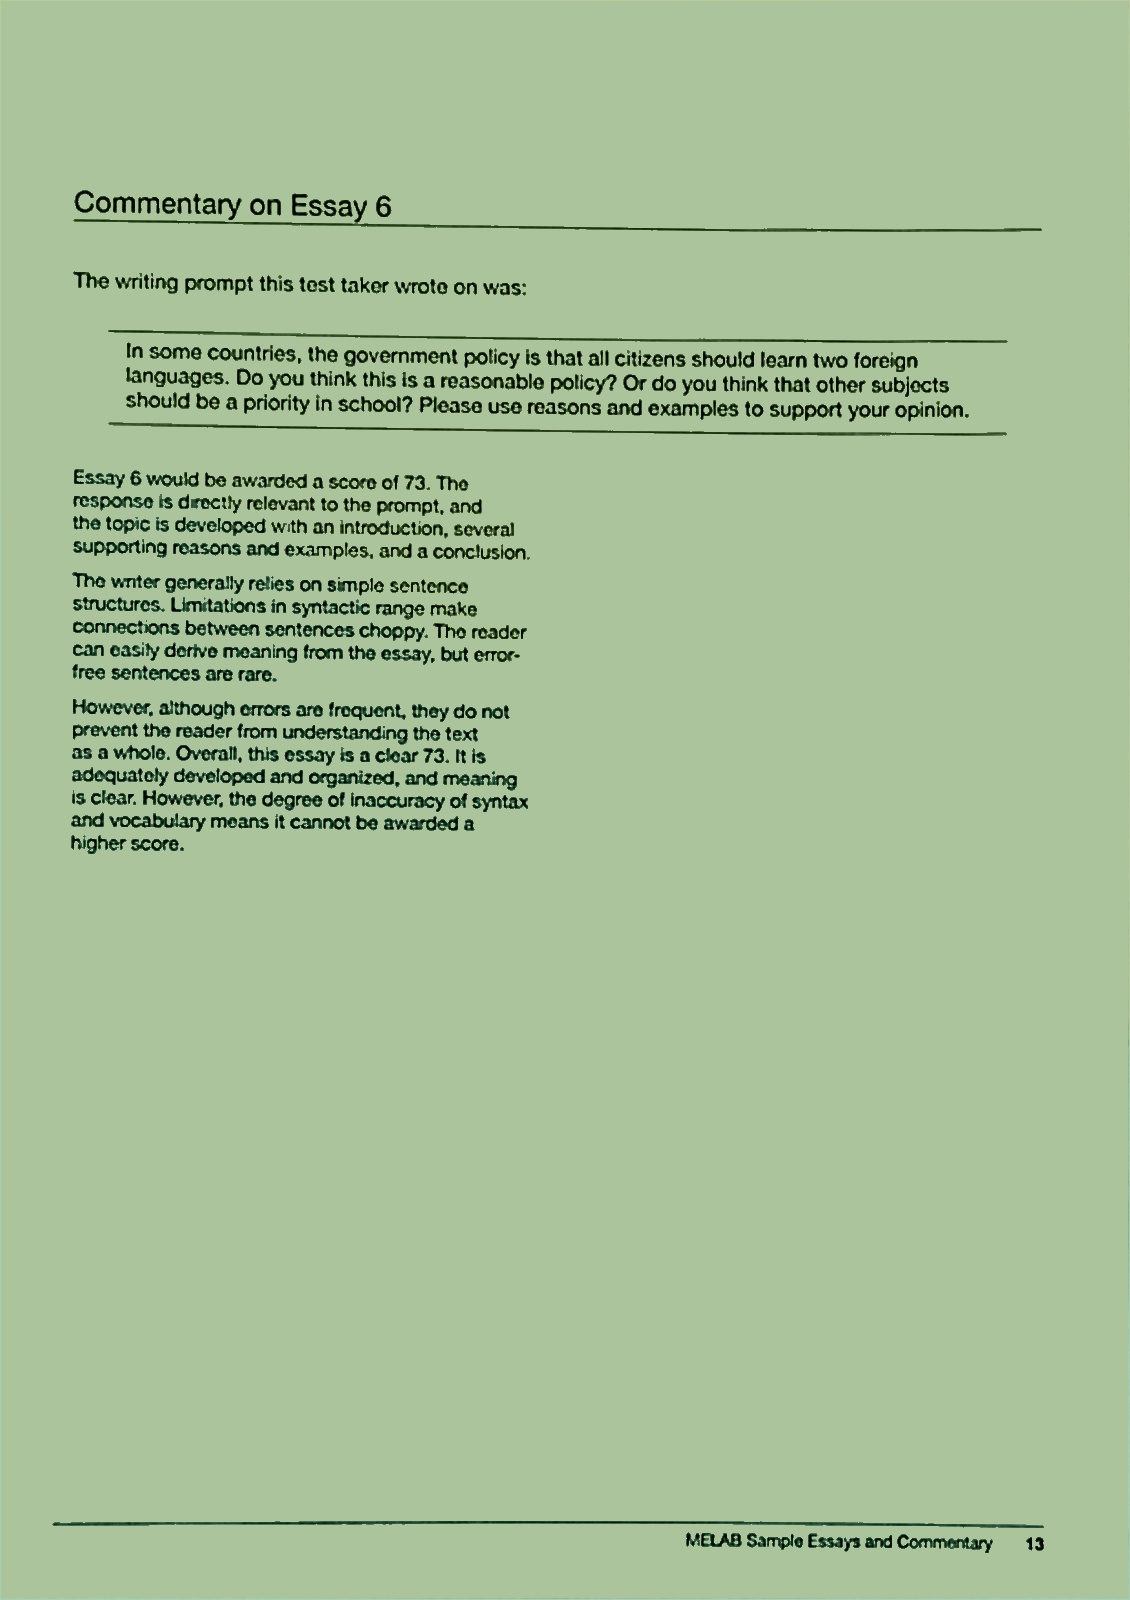 Commentary on Essay 6
The writing prompt this test taker wrote on was:
In some countries, the government policy is that all citizens should learn two foreign
languages. Do you think this is a reasonable policy? Or do you think that other subjects
should be a priority in school? Please use reasons and examples to support your opinion.
Essay 6 would be awarded a score of 73. The
response is directly relevant to the prompt, and
the topic is developed with an introduction, several
supporting reasons and examples, and a conclusion.
The writer generally relies on simple sentence
structures. Limitations in syntactic range make
connections between sentences choppy. The reader
can easily derive meaning from the essay, but error-
free sentences are rare.
However, although errors are frequent, they do not
prevent the reader from understanding the text
as a whole. Overall, this essay is a clear 73. It is
adequately developed and organized, and meaning
is clear. However, the degree of inaccuracy of syntax
and vocabulary means it cannot be awarded a
higher score.
MELAB Sample Essays and Commentary 13